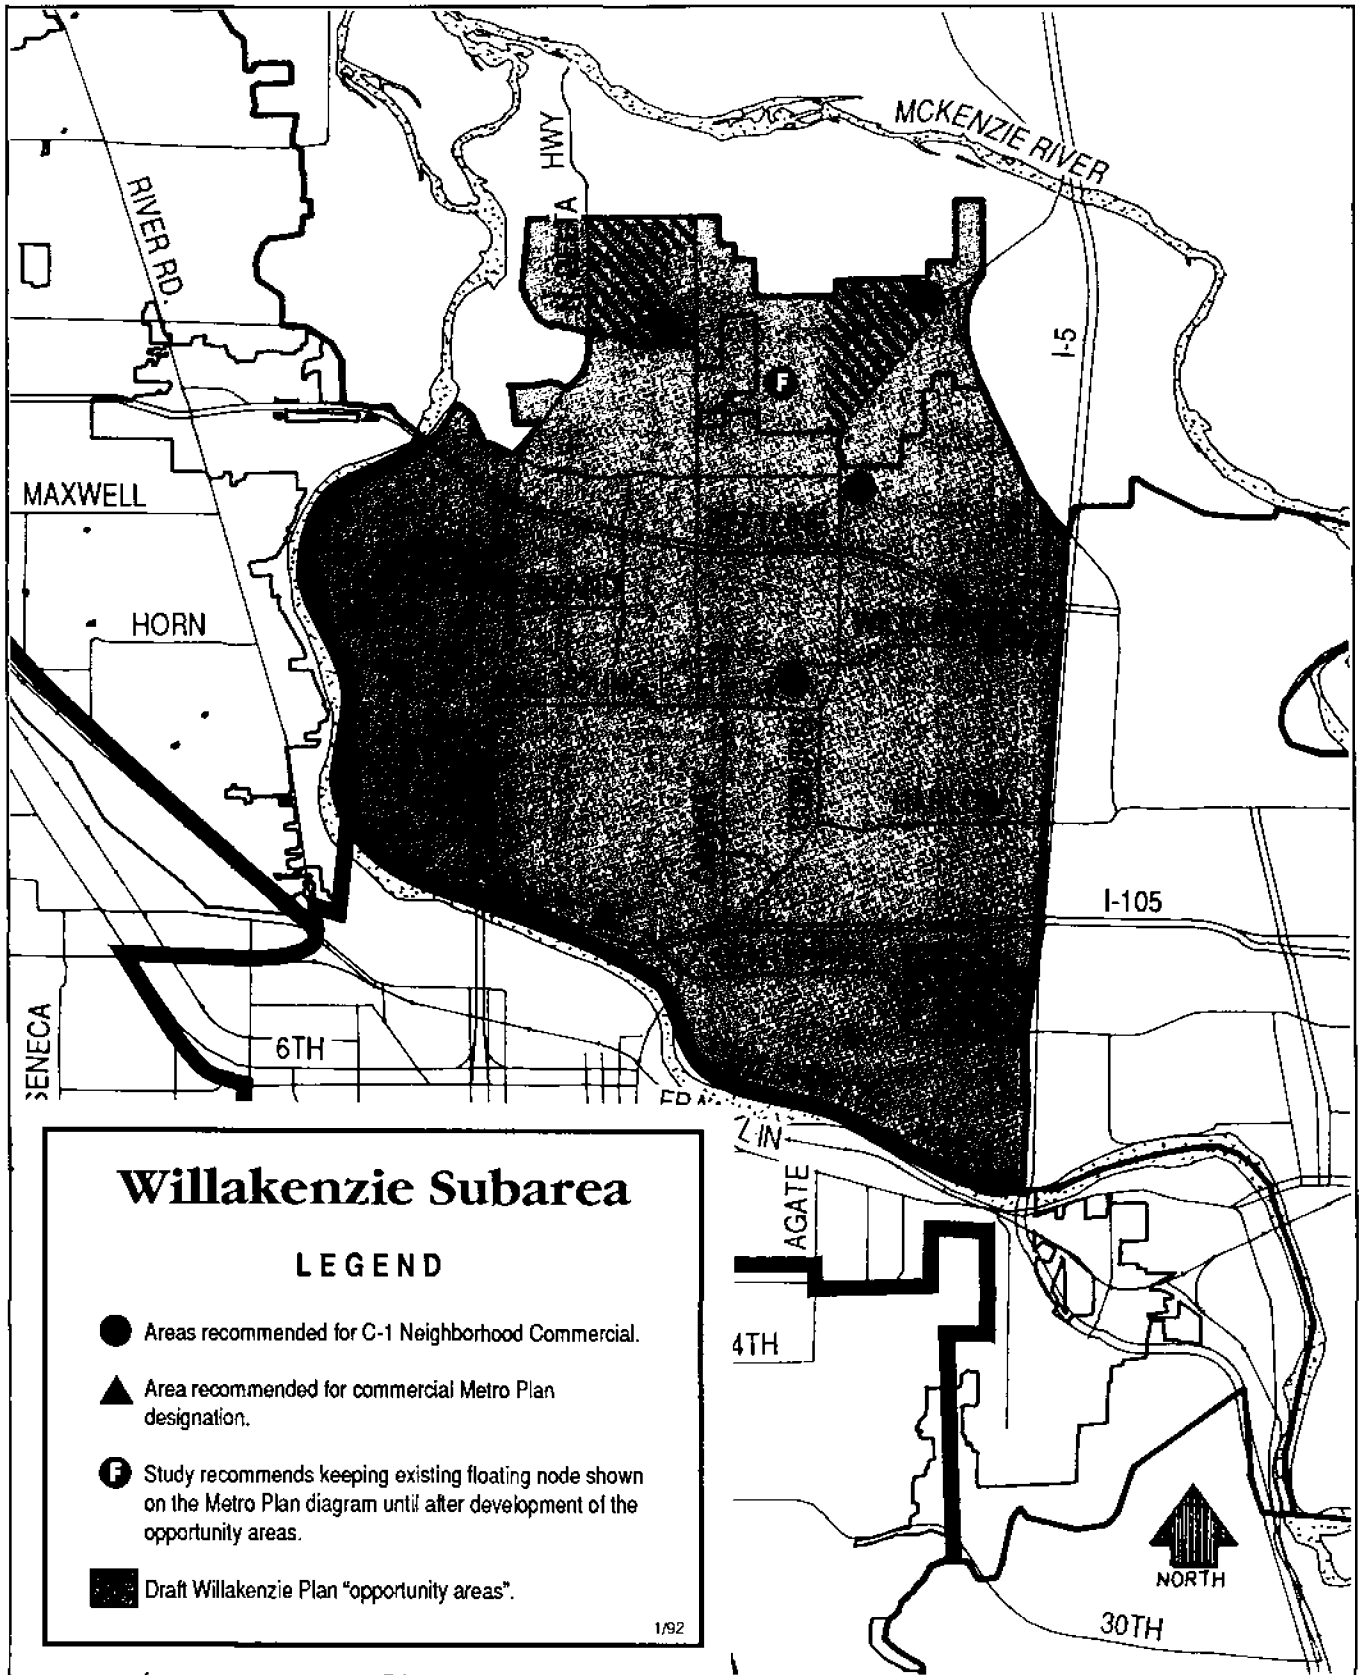 MCKENZIE RIVER
HWY
RIVER RD.
I-5
F
MAXWELL
HORN
I-105
SENECA
6TH
AGATE
4TH
Willakenzie Subarea
LEGEND
Areas recommended for C-1 Neighborhood Commercial.
Area recommended for commercial Metro Plan
designation.
F Study recommends keeping existing floating node shown
on the Metro Plan diagram until after development of the
opportunity areas.
Draft Willakenzie Plan "opportunity areas".
1/92
NORTH
30TH